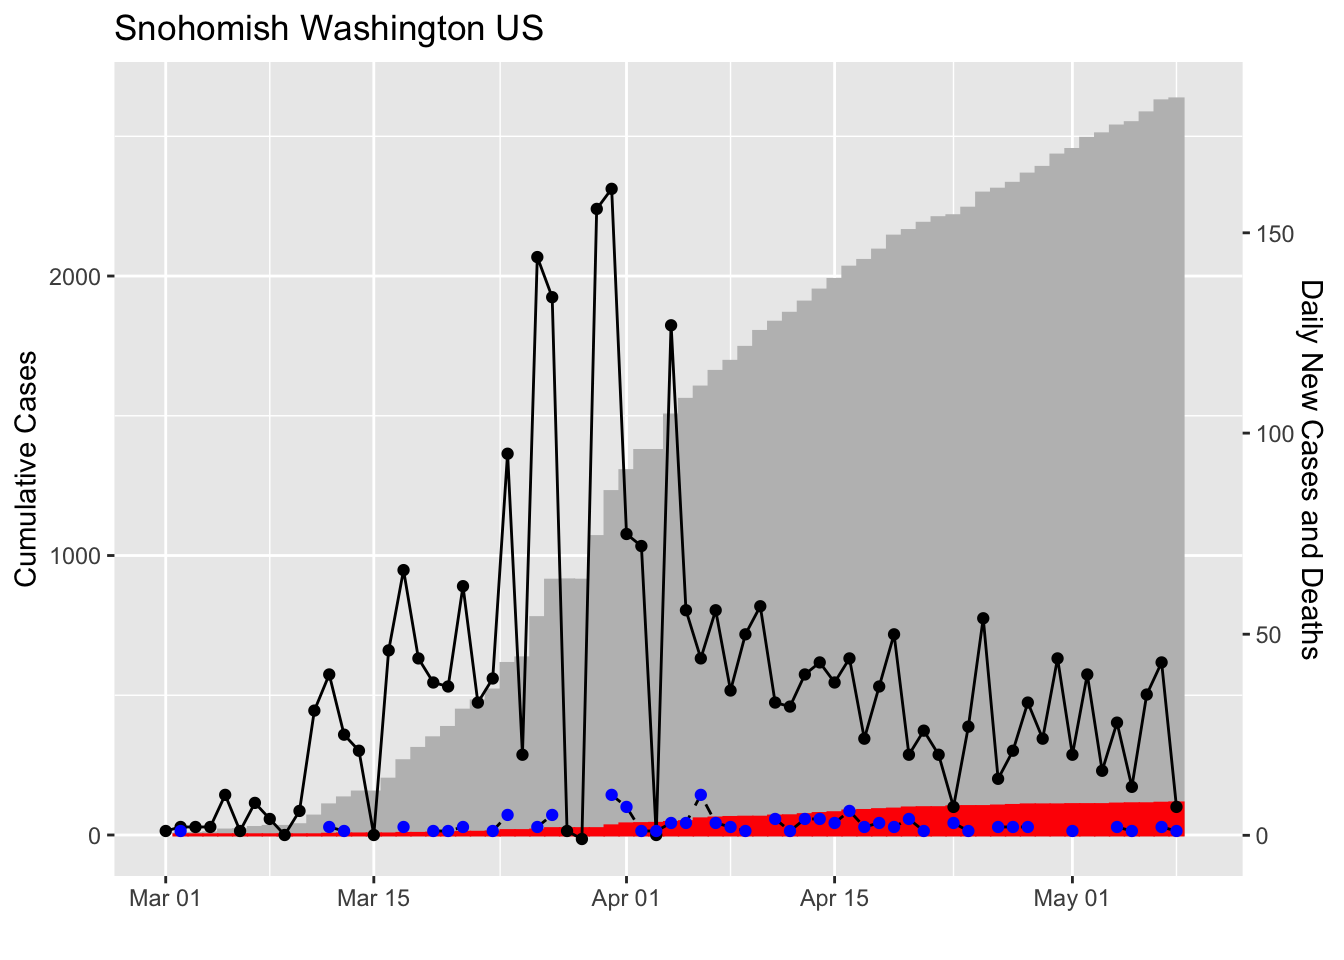 Snohomish Washington US
Cumulative Cases
2000
1000
0
150
100
50
0
Daily New Cases and Deaths
Mar 01
Mar 15
Apr 01
Apr 15
May 01